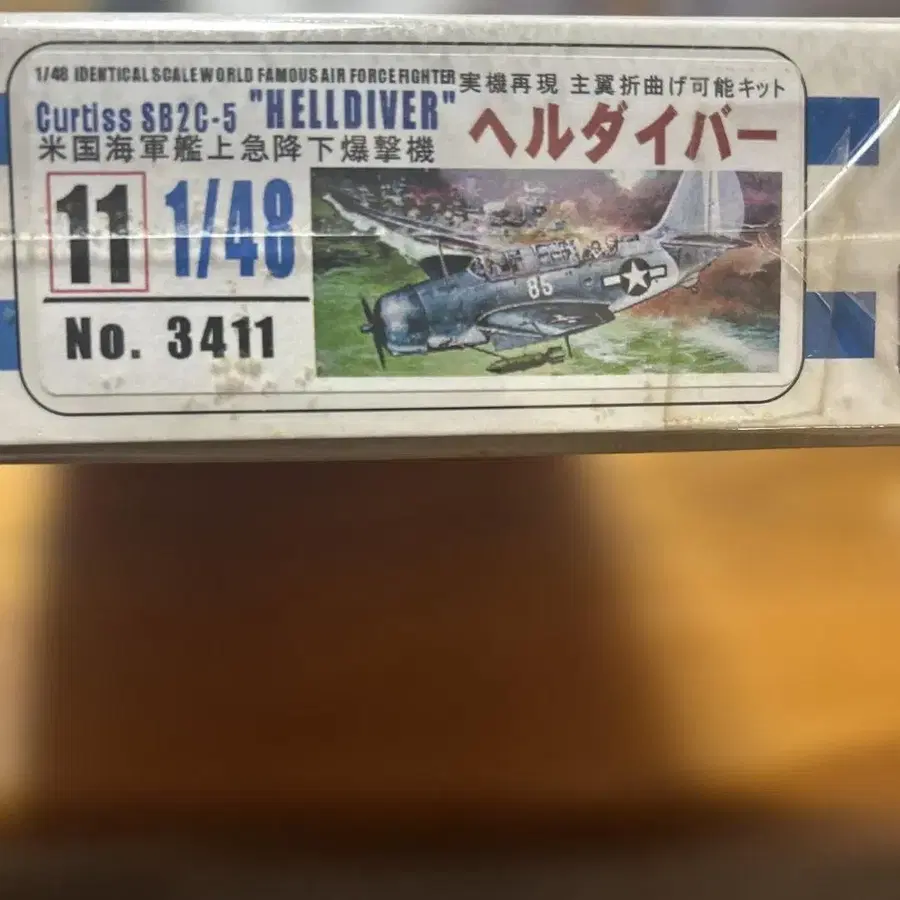 1/48 IDENTICAL SCALE WORLD FAMOUS AIR FORCE FIGHTER
実機再現 主翼折曲げ可能キット
Curtiss SB2C-5 "HELLDIVER"
ヘルダイバー
米国海軍艦上急降下爆撃機
11 1/48
85
No. 3411